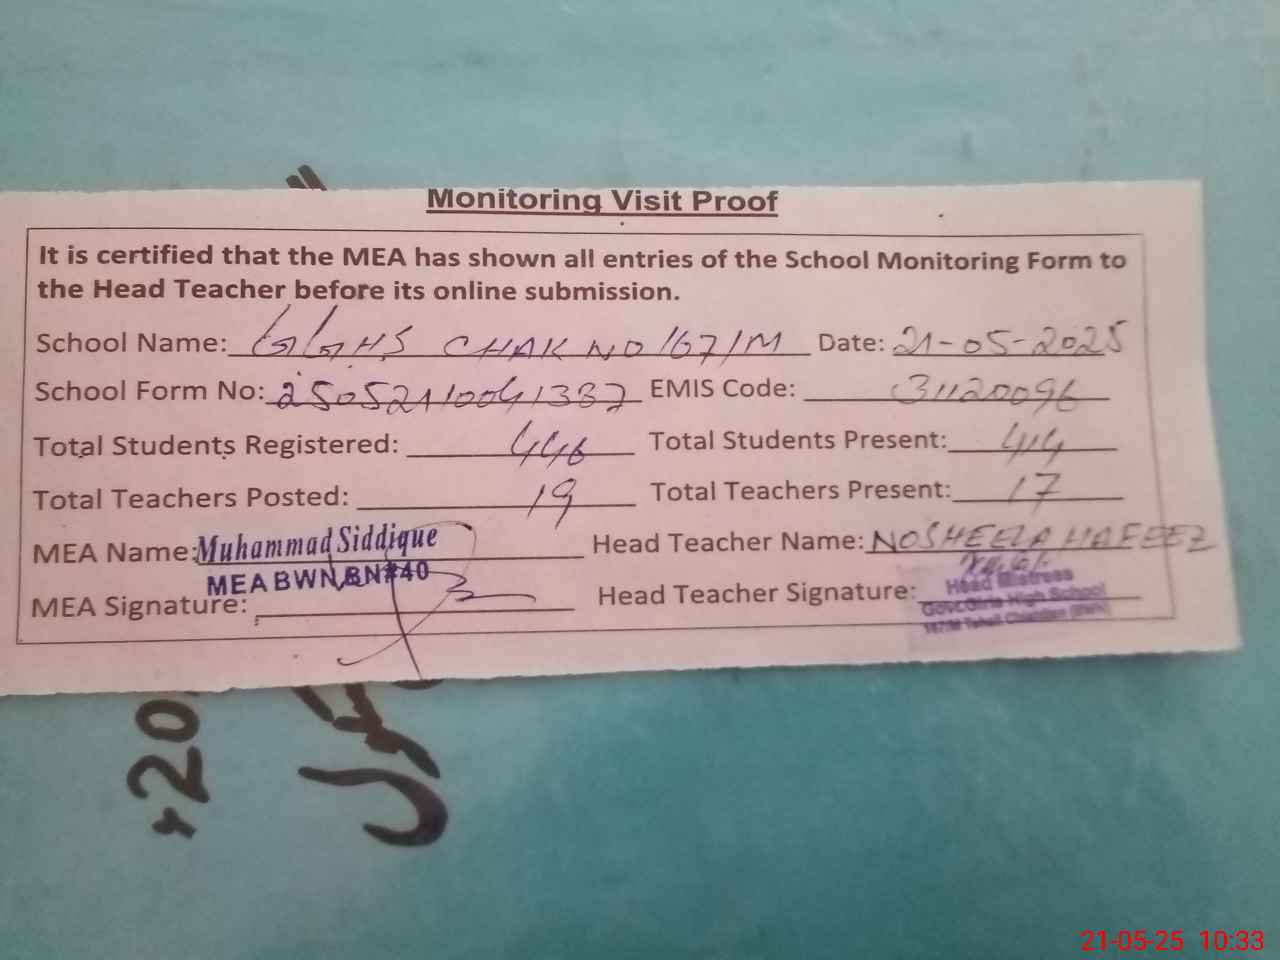 Monitoring Visit Proof
It is certified that the MEA has shown all entries of the School Monitoring Form to
the Head Teacher before its online submission.
School Name: GGHS CHAK NO 167/M Date: 21-05-2025
School Form No: 25052110041387 EMIS Code: 31120096
Total Students Registered: 446 Total Students Present: 414
Total Teachers Posted: 19 Total Teachers Present: 17
MEA Name: Muhammad Siddique Head Teacher Name: NOSHEELA HAFEEZ
MEA BWN, BN#40
MEA Signature: Head Teacher Signature:
Head Mistress
Govt. Girls High School
167/M Tehsil Chishtian (BWN)
+20
21-05-25 10:33